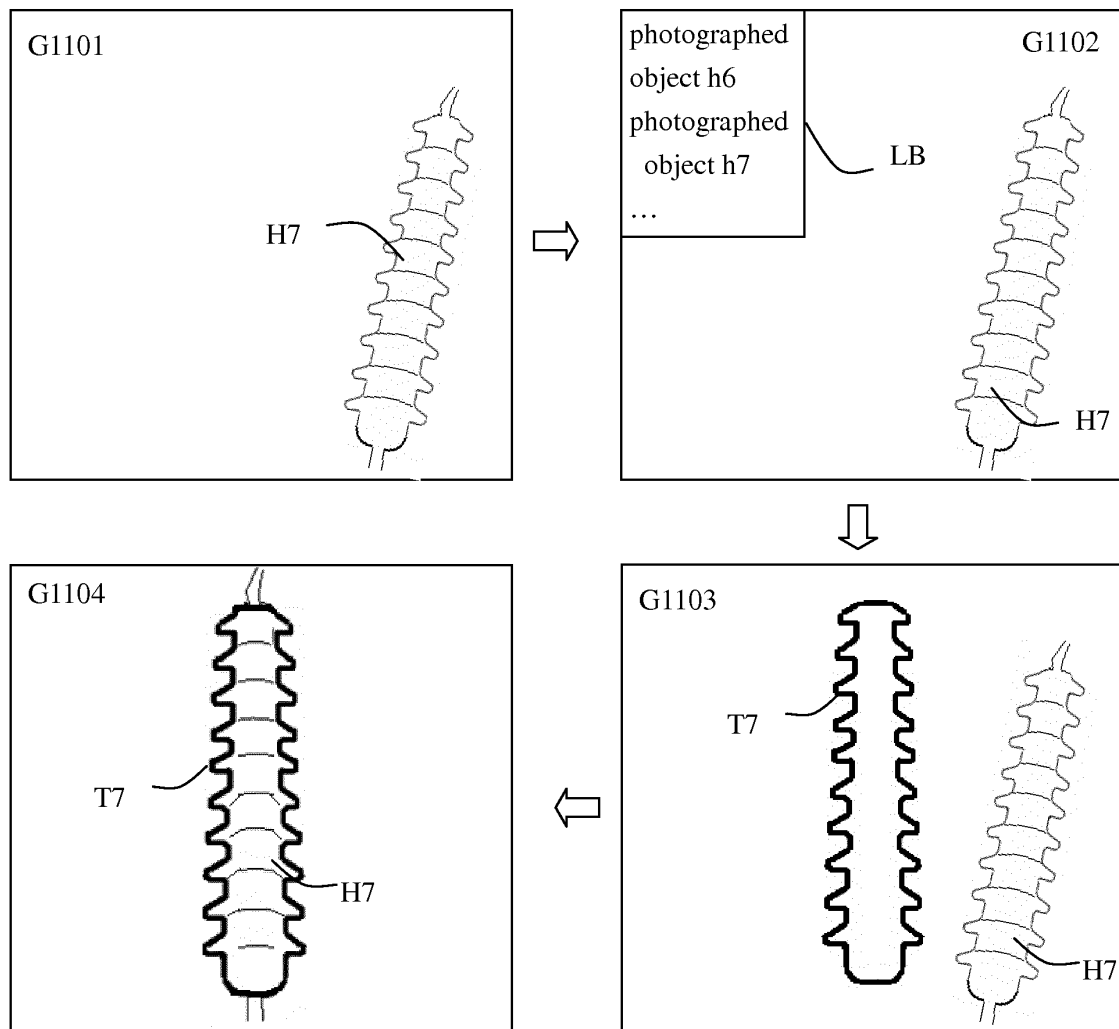 G1101
H7
photographed
object h6
photographed
object h7
…
G1102
LB
H7
G1104
T7
H7
G1103
T7
H7